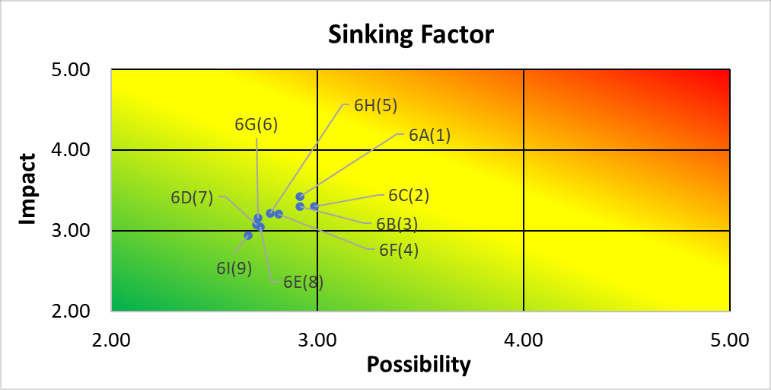 Sinking Factor
5.00
4.00
3.00
2.00
Impact
6H(5)
6G(6)
6A(1)
6D(7)
6C(2)
6B(3)
6F(4)
6I(9)
6E(8)
2.00 3.00 4.00 5.00
Possibility